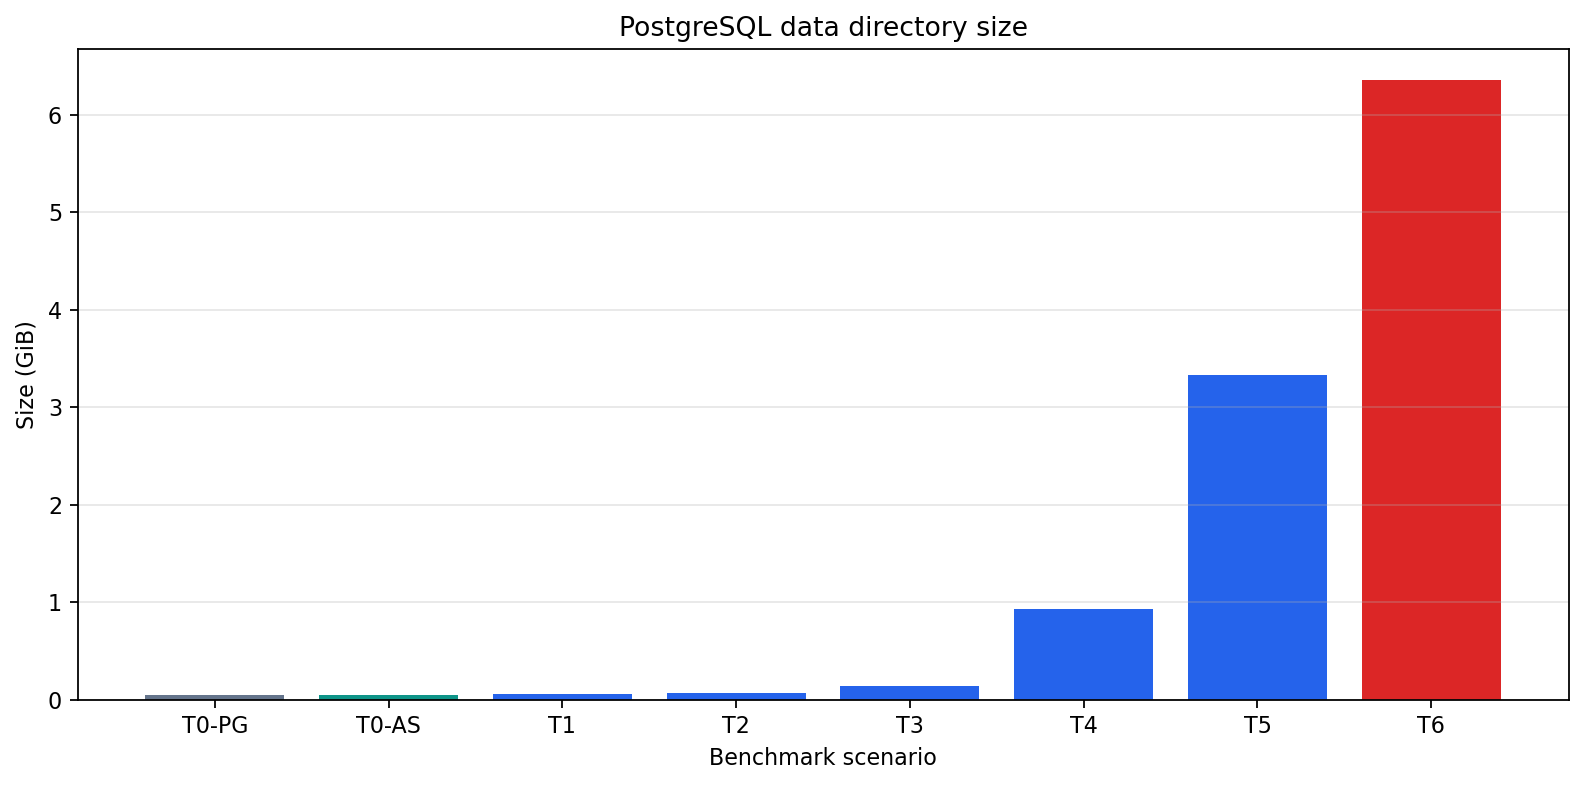 PostgreSQL data directory size
Size (GiB)
6
5
4
3
2
1
0
T0-PG T0-AS T1 T2 T3 T4 T5 T6
Benchmark scenario